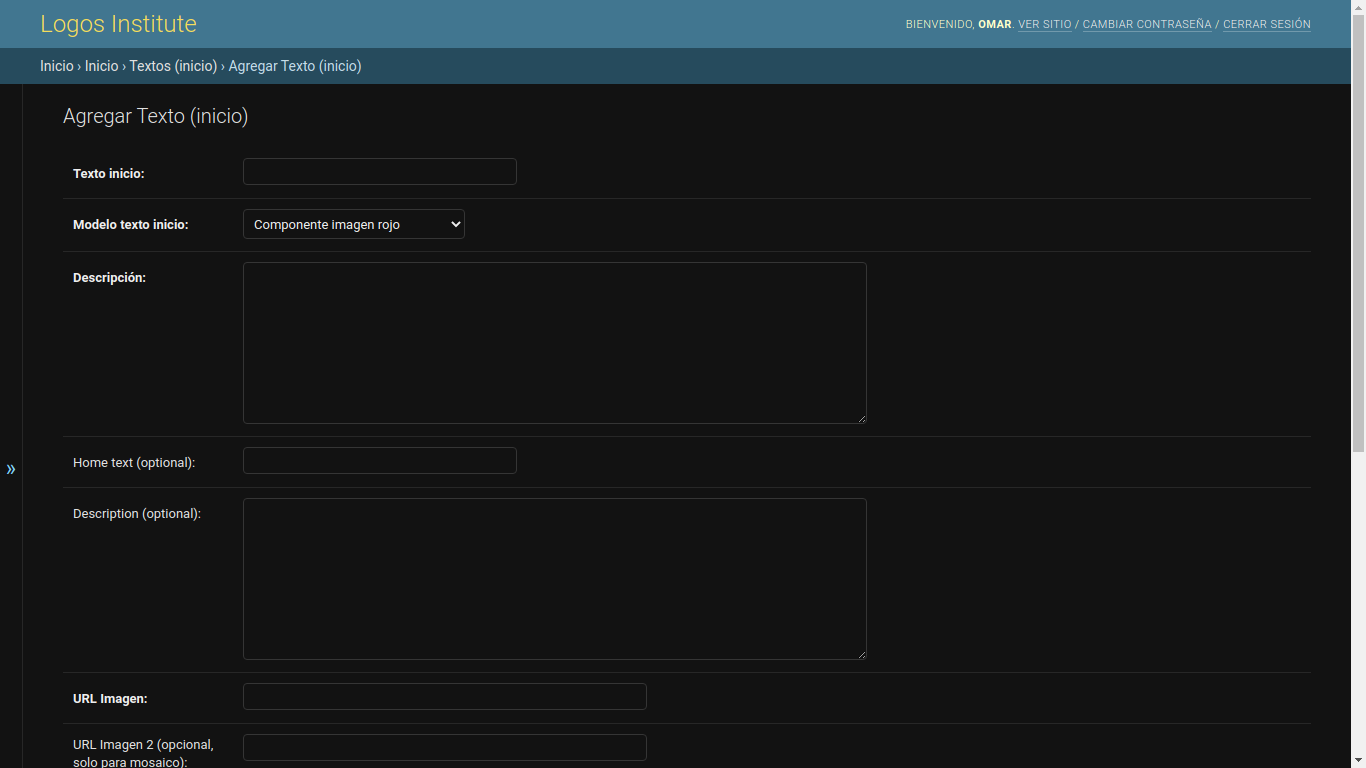 Logos Institute
BIENVENIDO, OMAR. VER SITIO / CAMBIAR CONTRASEÑA / CERRAR SESIÓN
Inicio › Inicio › Textos (inicio) › Agregar Texto (inicio)
Agregar Texto (inicio)
Texto inicio:
Modelo texto inicio:
Componente imagen rojo
Descripción:
Home text (optional):
»
Description (optional):
URL Imagen:
URL Imagen 2 (opcional,
solo para mosaico):